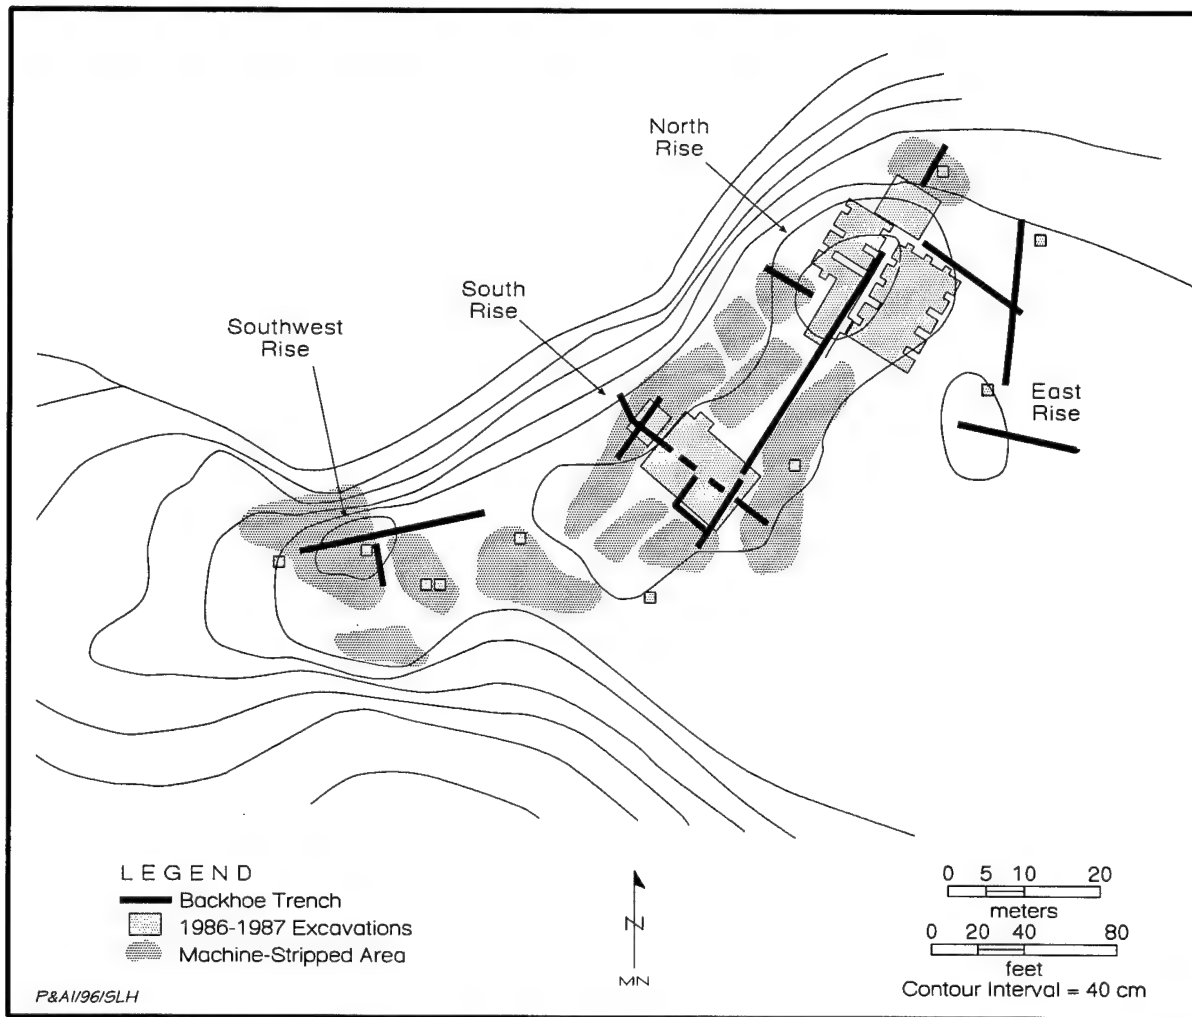 North
Rise
South
Rise
Southwest
Rise
East
Rise
LEGEND
Backhoe Trench
1986-1987 Excavations
Machine-Stripped Area
N
MN
0 5 10 20
meters
0 20 40 80
feet
Contour Interval = 40 cm
P&AI/96/SLH